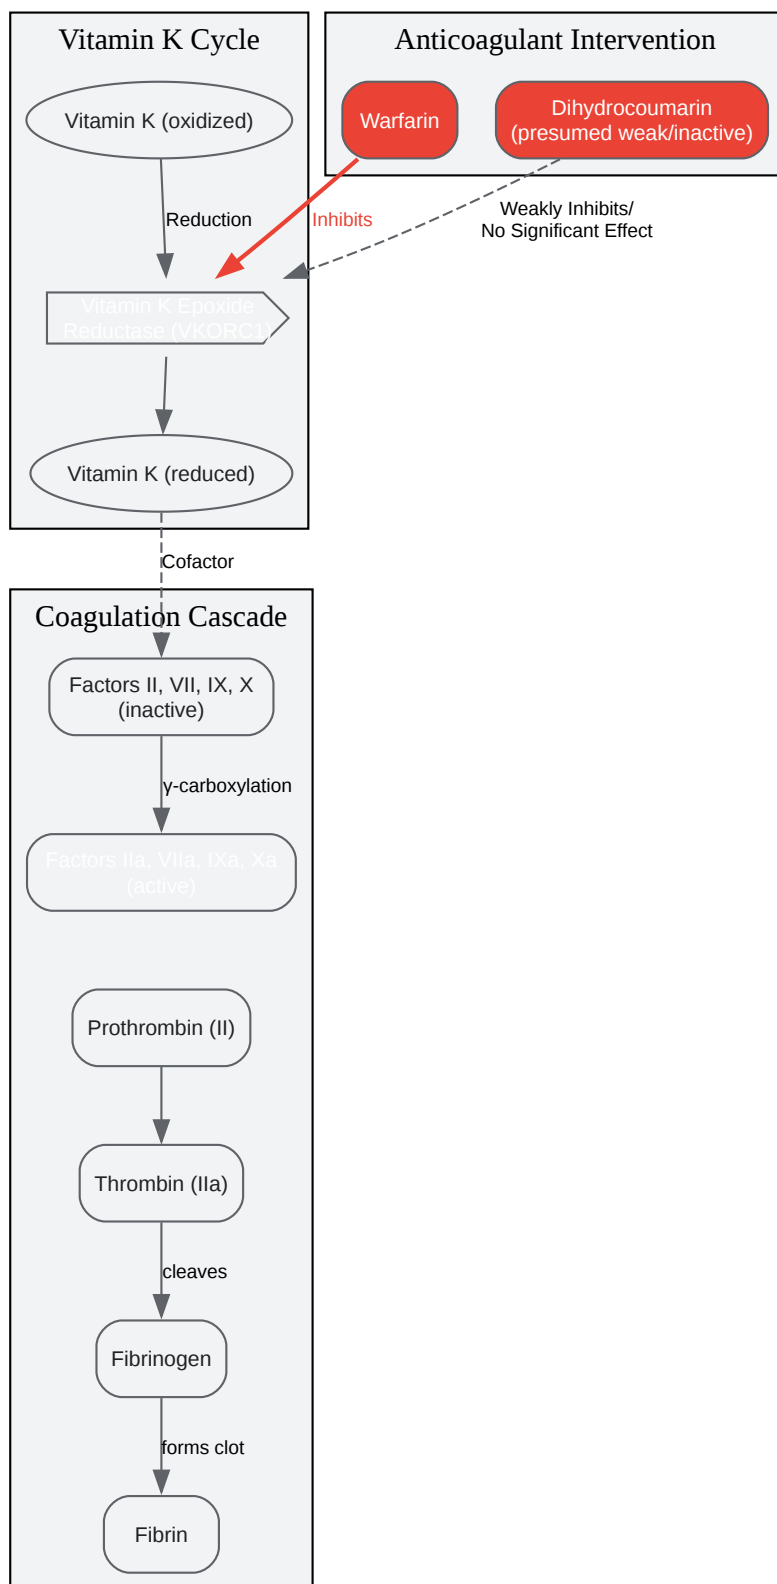 Vitamin K Cycle
Anticoagulant Intervention
Vitamin K (oxidized)
Warfarin
Dihydrocoumarin
(presumed weak/inactive)
Reduction
Inhibits
Weakly Inhibits/
No Significant Effect
Vitamin K Epoxide
Reductase (VKORC1)
Vitamin K (reduced)
Cofactor
Coagulation Cascade
Factors II, VII, IX, X
(inactive)
γ-carboxylation
Factors IIa, VIIa, IXa, Xa
(active)
Prothrombin (II)
Thrombin (IIa)
cleaves
Fibrinogen
forms clot
Fibrin